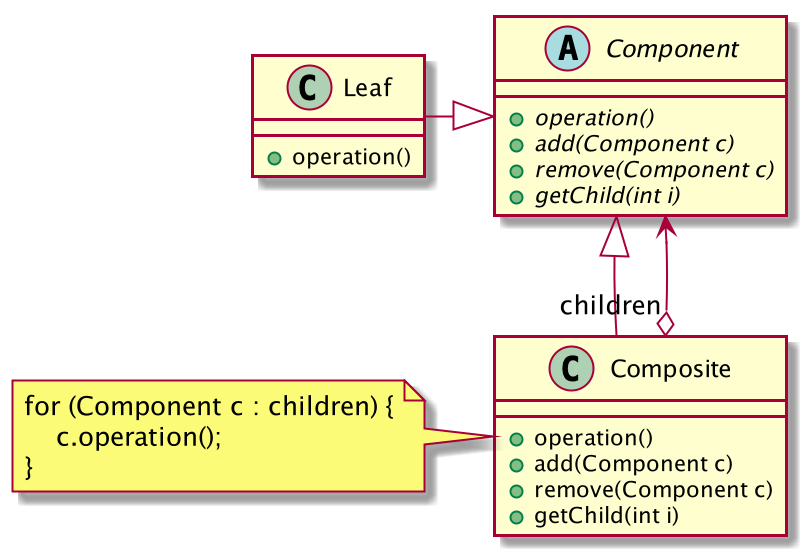 C Leaf
operation()
A Component
operation()
add(Component c)
remove(Component c)
getChild(int i)
children
C Composite
operation()
add(Component c)
remove(Component c)
getChild(int i)
for (Component c : children) {
    c.operation();
}